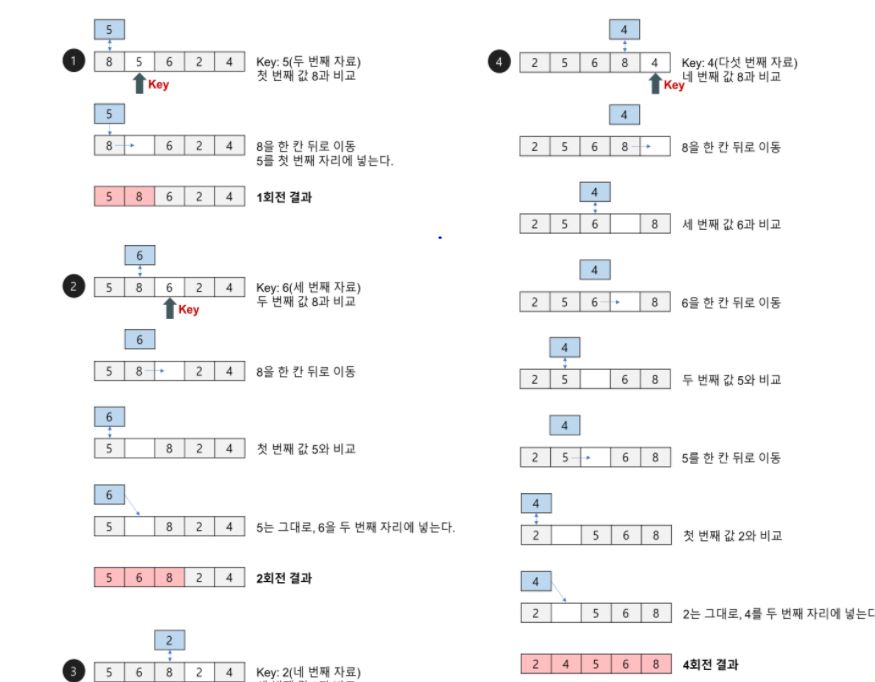 5
1
8 5 6 2 4
Key: 5(두 번째 자료)
첫 번째 값 8과 비교
Key
5
8 6 2 4
8을 한 칸 뒤로 이동
5를 첫 번째 자리에 넣는다.
5 8 6 2 4
1회전 결과
6
2
5 8 6 2 4
Key: 6(세 번째 자료)
두 번째 값 8과 비교
Key
6
5 8 2 4
8을 한 칸 뒤로 이동
6
5 8 2 4
첫 번째 값 5와 비교
6
5 8 2 4
5는 그대로, 6을 두 번째 자리에 넣는다.
5 6 8 2 4
2회전 결과
2
3
5 6 8 2 4
Key: 2(네 번째 자료)
4
4
2 5 6 8 4
Key: 4(다섯 번째 자료)
네 번째 값 8과 비교
Key
4
2 5 6 8
8을 한 칸 뒤로 이동
4
2 5 6 8
세 번째 값 6과 비교
4
2 5 6 8
6을 한 칸 뒤로 이동
4
2 5 6 8
두 번째 값 5와 비교
4
2 5 6 8
5를 한 칸 뒤로 이동
4
2 5 6 8
첫 번째 값 2와 비교
4
2 5 6 8
2는 그대로, 4를 두 번째 자리에 넣는
2 4 5 6 8
4회전 결과